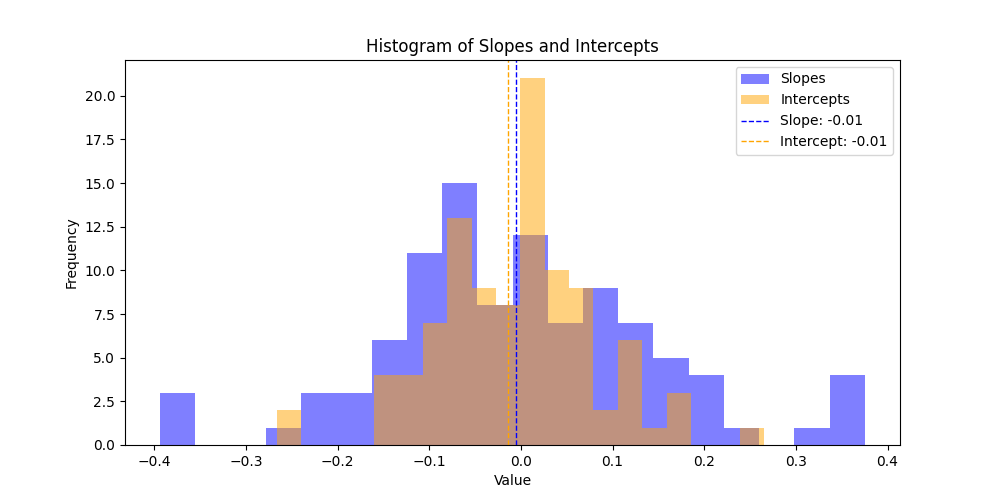 Histogram of Slopes and Intercepts
Slopes
Intercepts
Slope: -0.01
Intercept: -0.01
20.0
17.5
15.0
12.5
10.0
7.5
5.0
2.5
0.0
Frequency
−0.4 −0.3 −0.2 −0.1 0.0 0.1 0.2 0.3 0.4
Value